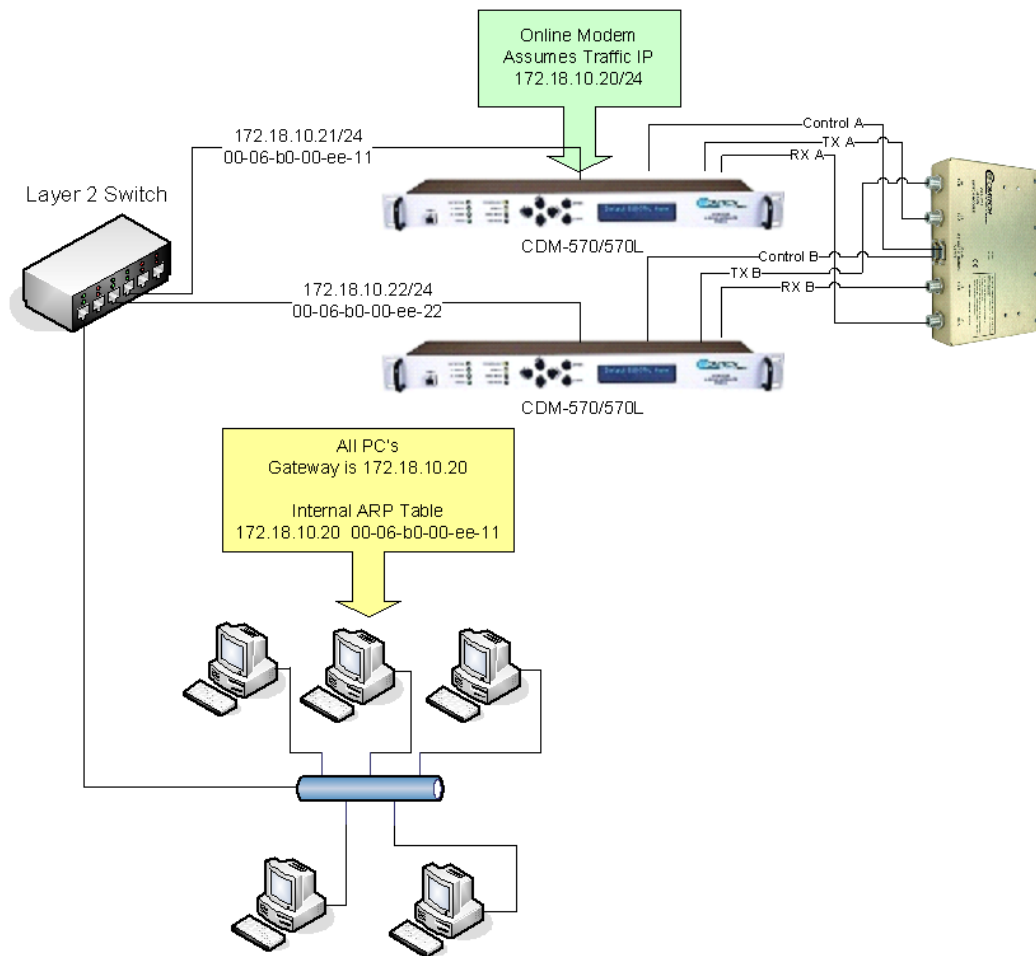 Online Modem
Assumes Traffic IP
172.18.10.20/24
172.18.10.21/24
00-06-b0-00-ee-11
Control A
TX A
RX A
Layer 2 Switch
CDM-570/570L
172.18.10.22/24
00-06-b0-00-ee-22
Control B
TX B
RX B
CDM-570/570L
All PC's
Gateway is 172.18.10.20
Internal ARP Table
172.18.10.20 00-06-b0-00-ee-11